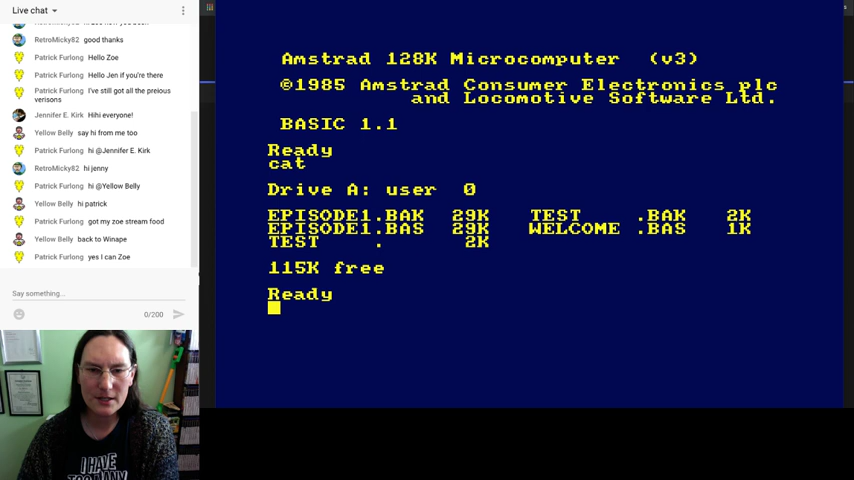 Live chat
RetroMicky82 good thanks
Patrick Furlong Hello Zoe
Patrick Furlong Hello Jen if you're there
Patrick Furlong I've still got all the preious
verisons
Jennifer E. Kirk Hihi everyone!
Yellow Belly say hi from me too
Patrick Furlong hi @Jennifer E. Kirk
RetroMicky82 hi jenny
Patrick Furlong hi @Yellow Belly
Yellow Belly hi patrick
Patrick Furlong got my zoe stream food
Yellow Belly back to Winape
Patrick Furlong yes I can Zoe
Say something...
0/200
I HAVE
TOO MANY
Amstrad 128K Microcomputer (v3)
©1985 Amstrad Consumer Electronics plc
and Locomotive Software Ltd.
BASIC 1.1
Ready
cat
Drive A: user 0
EPISODE1.BAK 29K TEST .BAK 2K
EPISODE1.BAS 29K WELCOME .BAS 1K
TEST . 2K
115K free
Ready